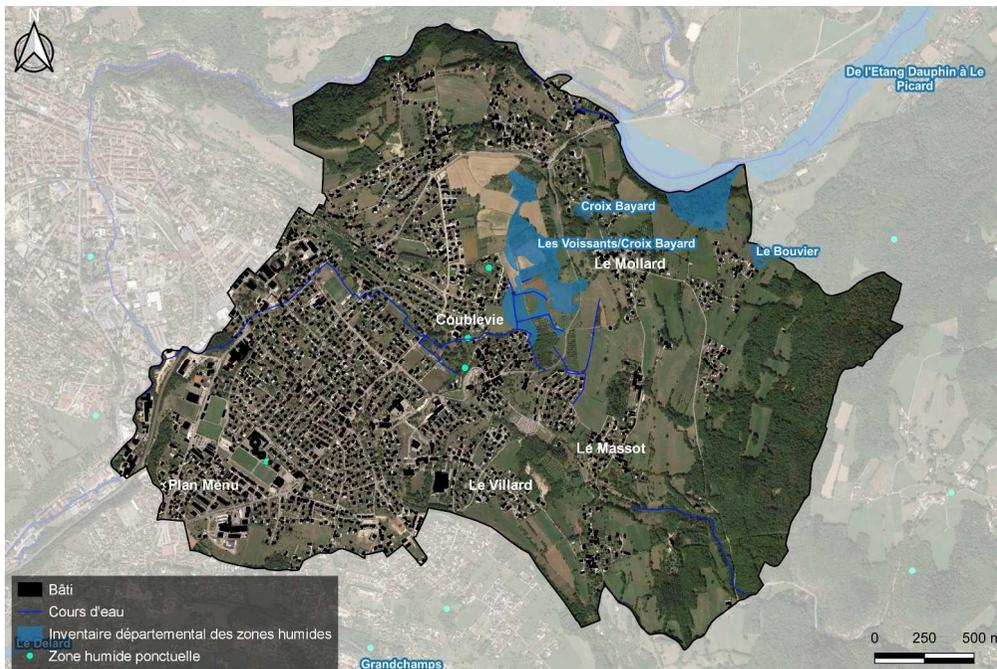 N
De l'Etang Dauphin à Le
Picard
Croix Bayard
Les Voissants/Croix Bayard
Le Bouvier
Le Mollard
Coublevie
Le Massot
Plan Menu
Le Villard
Bâti
Cours d'eau
Inventaire départemental des zones humides
Le Delard
Zone humide ponctuelle
Grandchamps
0 250 500 m